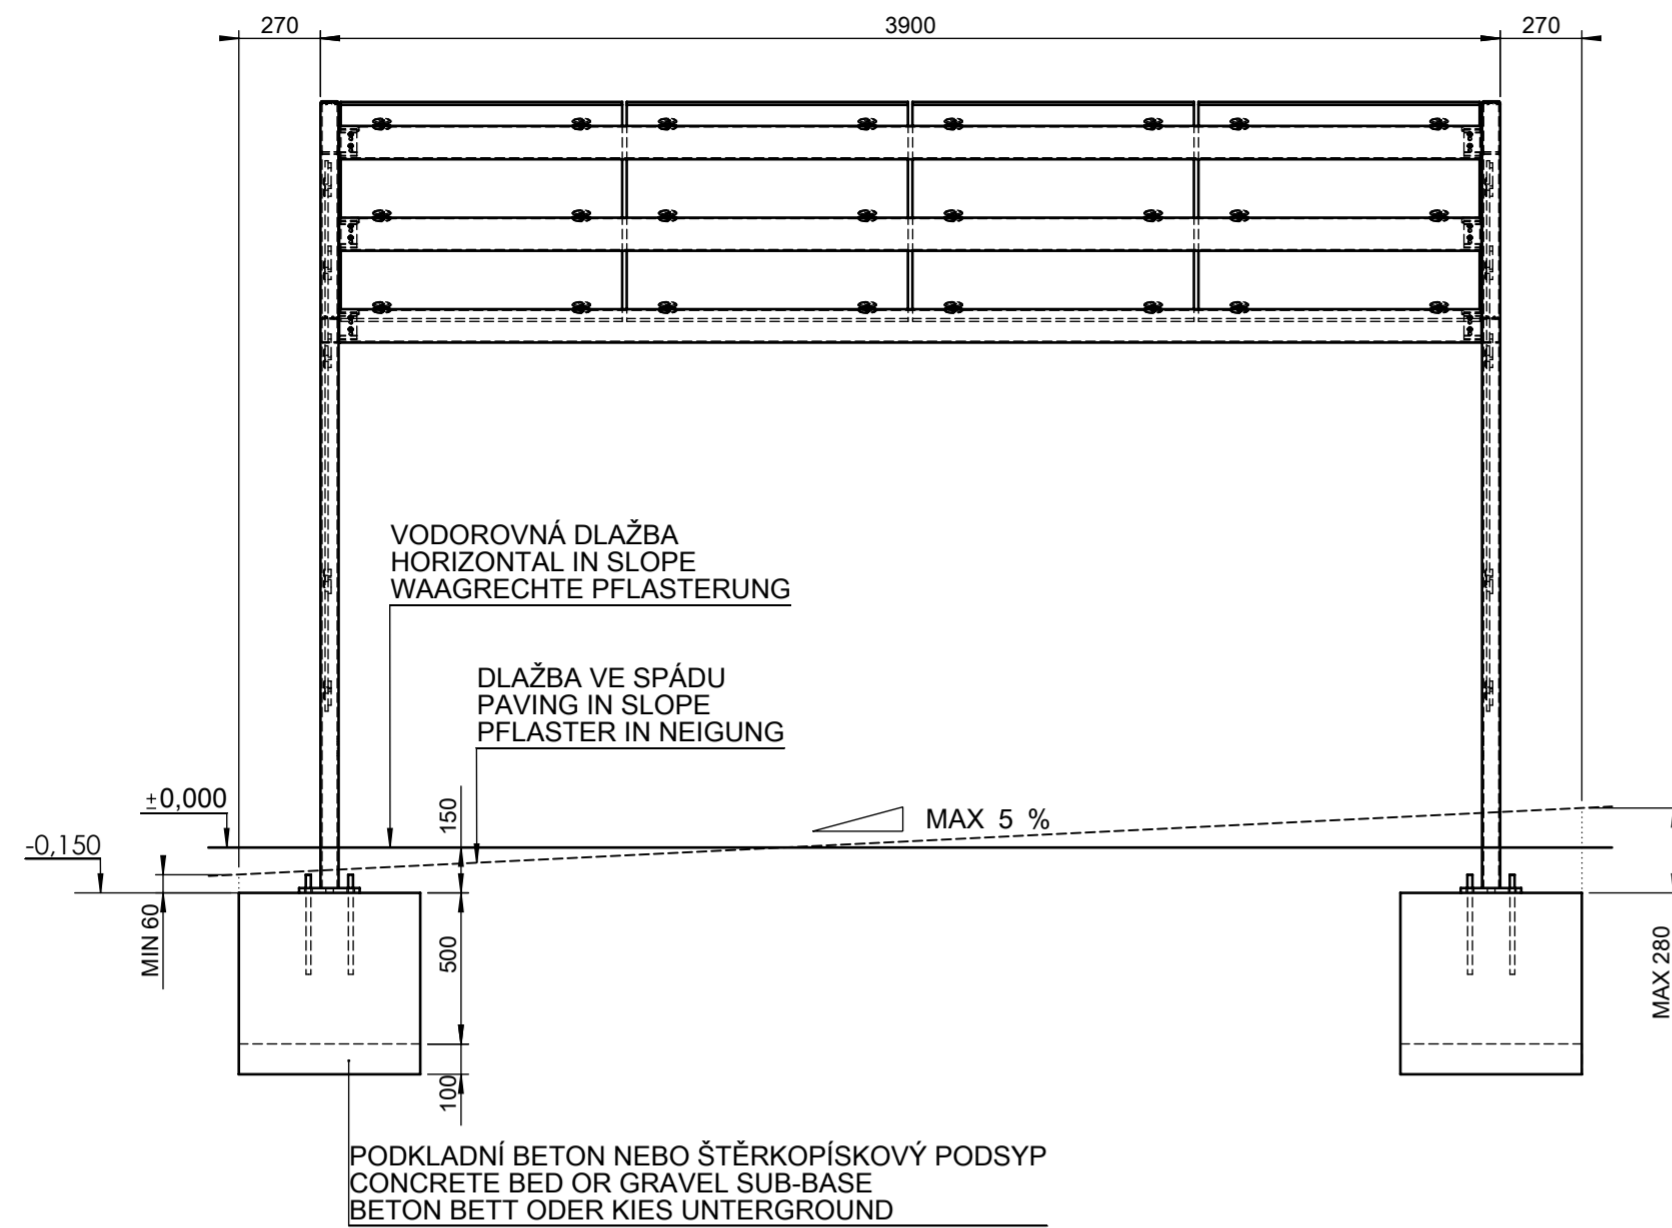 270
3900
270
VODOROVNÁ DLAŽBA
HORIZONTAL IN SLOPE
WAAGRECHTE PFLASTERUNG
DLAŽBA VE SPÁDU
PAVING IN SLOPE
PFLASTER IN NEIGUNG
±0,000
150
MAX 5 %
-0,150
MIN 60
500
MAX 280
100
PODKLADNÍ BETON NEBO ŠTĚRKOPÍSKOVÝ PODSYP
CONCRETE BED OR GRAVEL SUB-BASE
BETON BETT ODER KIES UNTERGROUND